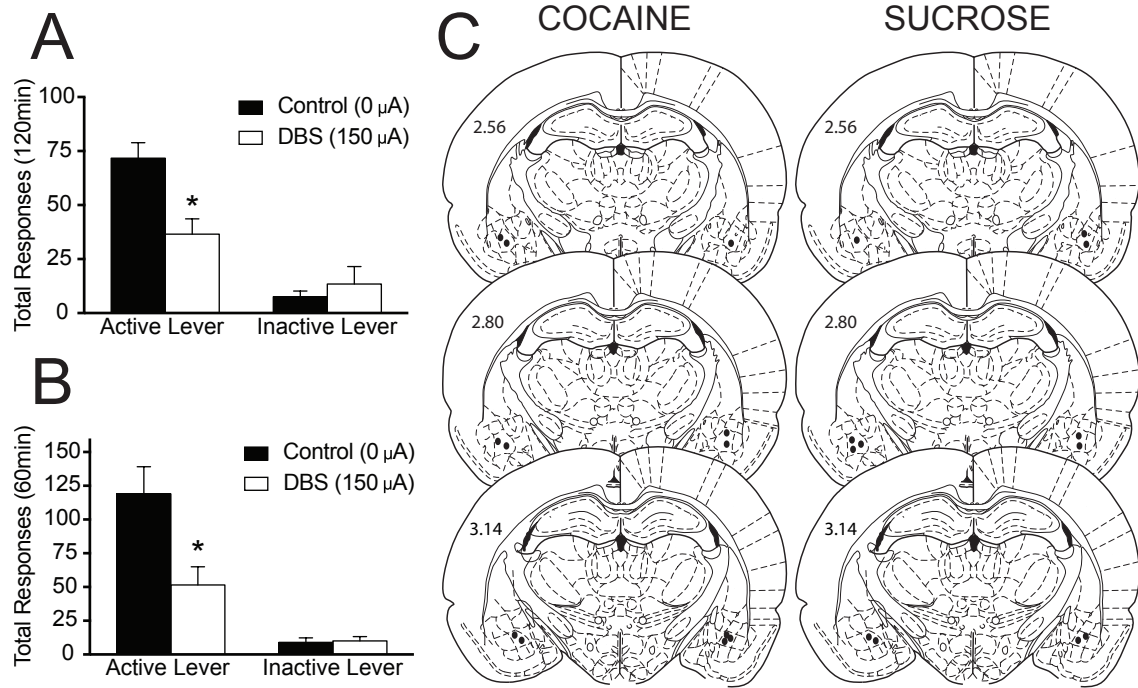 A
Total Responses (120min)
100
75
50
25
0
Control (0 µA)
DBS (150 µA)
*
Active Lever
Inactive Lever
B
Total Responses (60min)
150
125
100
75
50
25
0
Control (0 µA)
DBS (150 µA)
*
Active Lever
Inactive Lever
C
COCAINE
SUCROSE
2.56
2.56
2.80
2.80
3.14
3.14